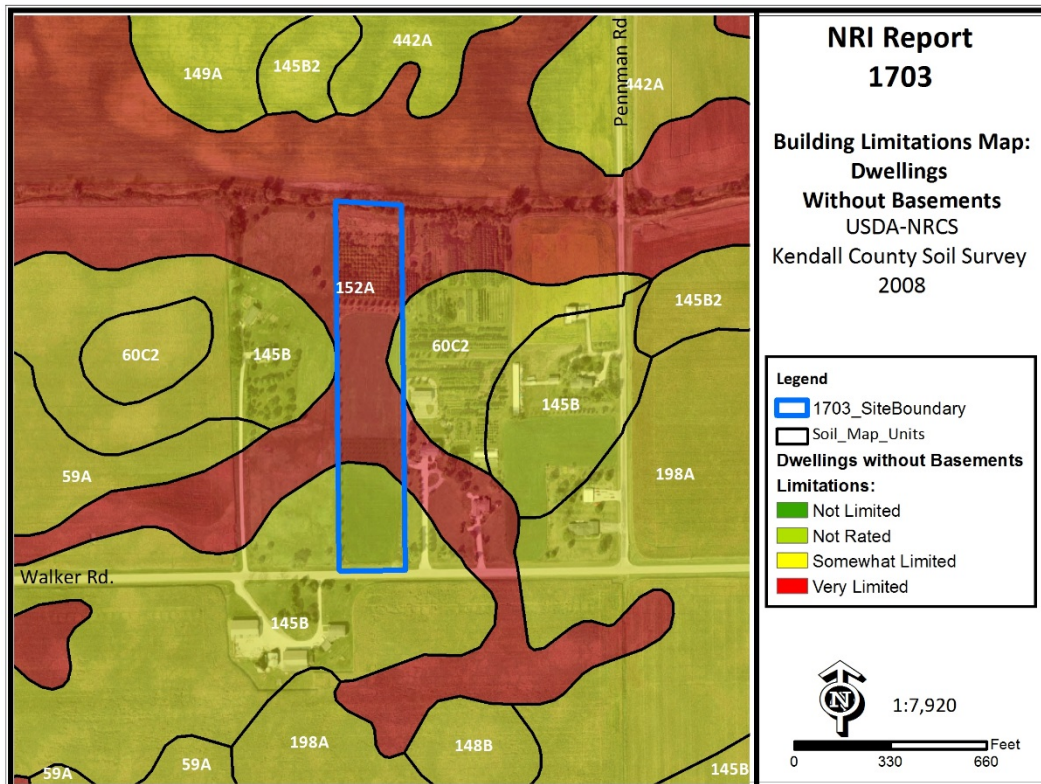 442A
145B2
149A
Pennman Rd
442A
152A
145B2
60C2
145B
60C2
145B
59A
198A
Walker Rd.
145B
198A
148B
59A
59A
145B
NRI Report
1703
Building Limitations Map:
Dwellings
Without Basements
USDA-NRCS
Kendall County Soil Survey
2008
Legend
1703_SiteBoundary
Soil_Map_Units
Dwellings without Basements
Limitations:
Not Limited
Not Rated
Somewhat Limited
Very Limited
N
1:7,920
Feet
0 330 660